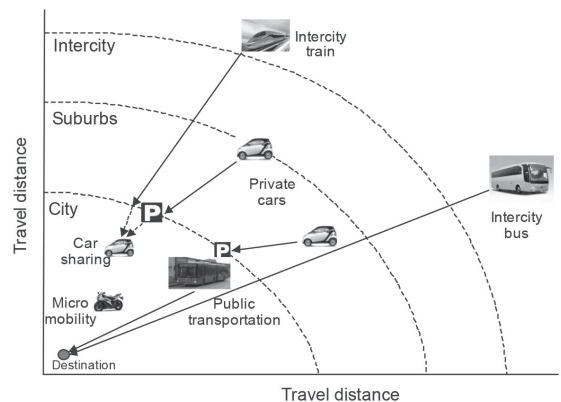 Intercity
Intercity
train
Suburbs
Private
cars
City
P
Intercity
bus
Car
sharing
P
Micro
mobility
Public
transportation
Destination
Travel distance
Travel distance